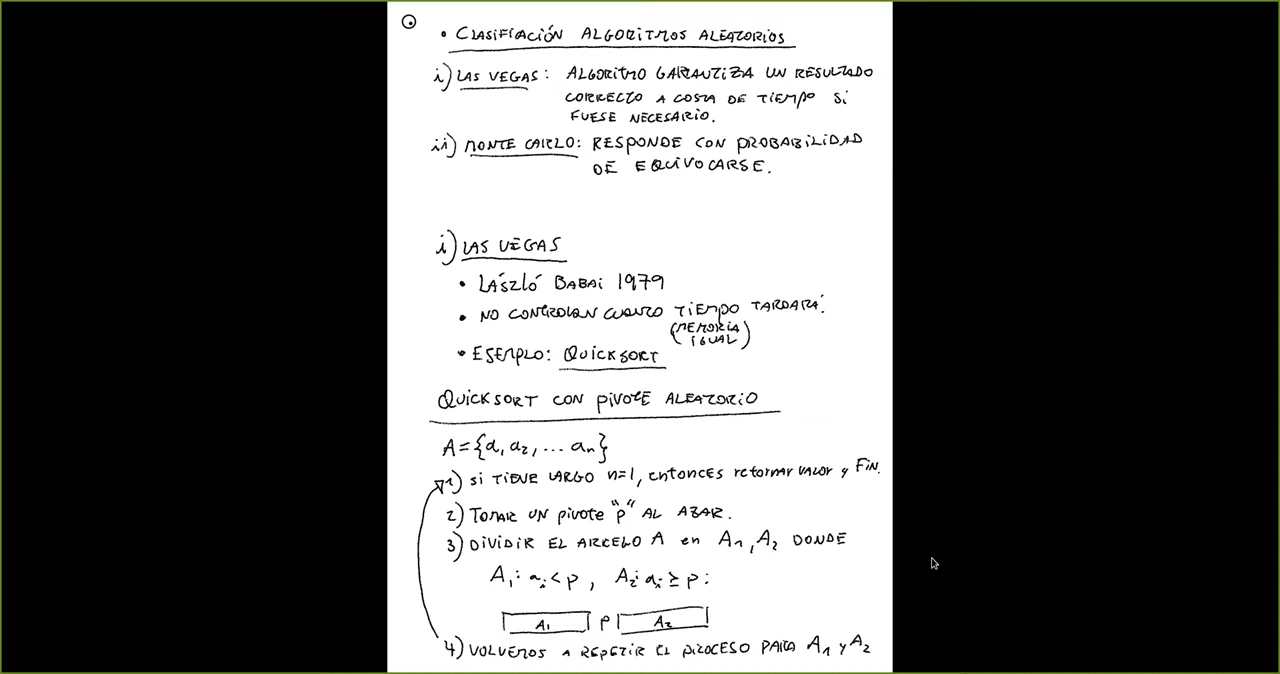 • CLASIFIACIÓN ALGORITMOS ALEATORIOS
i) LAS VEGAS: ALGORITMO GARANTIZA UN RESULTADO
CORRECTO A COSTA DE TIEMPO SI
FUESE NECESARIO.
ii) MONTE CARLO: RESPONDE CON PROBABILIDAD
DE EQUIVOCARSE.
i) LAS VEGAS
• LÁSZLÓ BABAI 1979
• NO CONTROLAN CUANTO TIEMPO TARDARÁ.
(MEMORIA
IGUAL)
• EJEMPLO: QUICKSORT
QUICKSORT CON PIVOTE ALEATORIO
A={a₁ a₂, ... aₙ}
1) SI TIENE LARGO n=1, entonces retornar valor y FIN.
2) TOMAR UN pivote "p" AL AZAR.
3) DIVIDIR EL ARREGLO A en A₁, A₂ DONDE
A₁: aᵢ < p, A₂: aᵢ ≥ p:
A₁ p A₂
4) VOLVEMOS A REPETIR EL PROCESO PARA A₁ y A₂